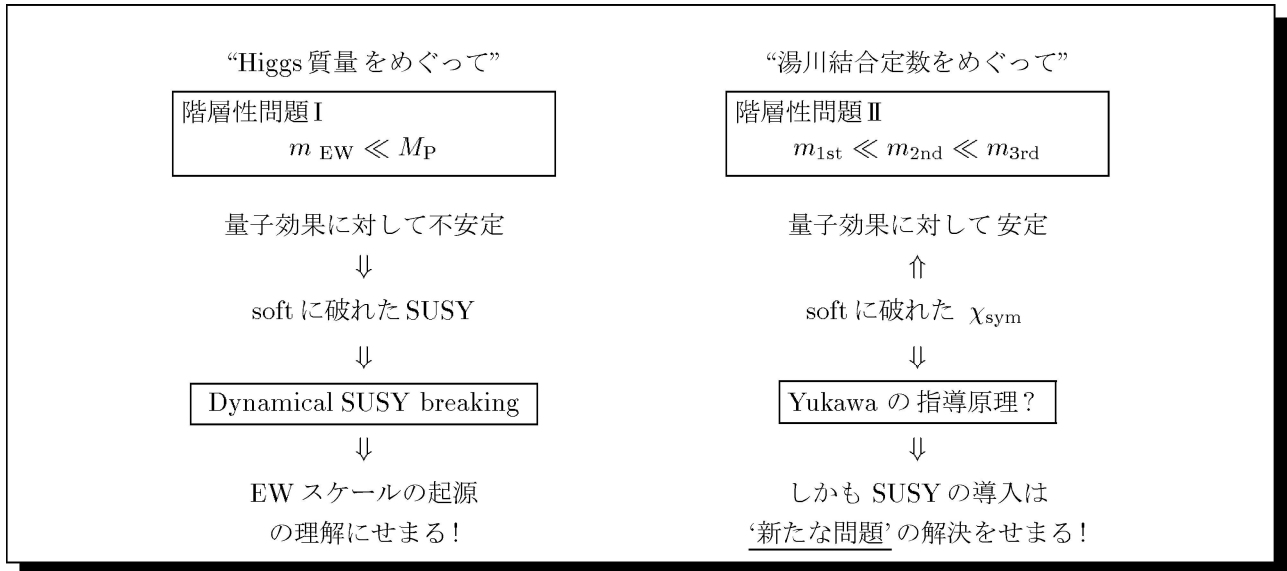 “Higgs 質量 をめぐって”
階層性問題 Ⅰ
m EW ≪ MP
量子効果に対して不安定
⇓
soft に破れた SUSY
⇓
Dynamical SUSY breaking
⇓
EW スケールの起源
の理解にせまる!
“湯川結合定数をめぐって”
階層性問題 Ⅱ
m1st ≪ m2nd ≪ m3rd
量子効果に対して 安定
⇑
soft に破れた χsym
⇓
Yukawa の 指導原理?
⇓
しかも SUSY の導入は
‘新たな問題’ の解決をせまる!